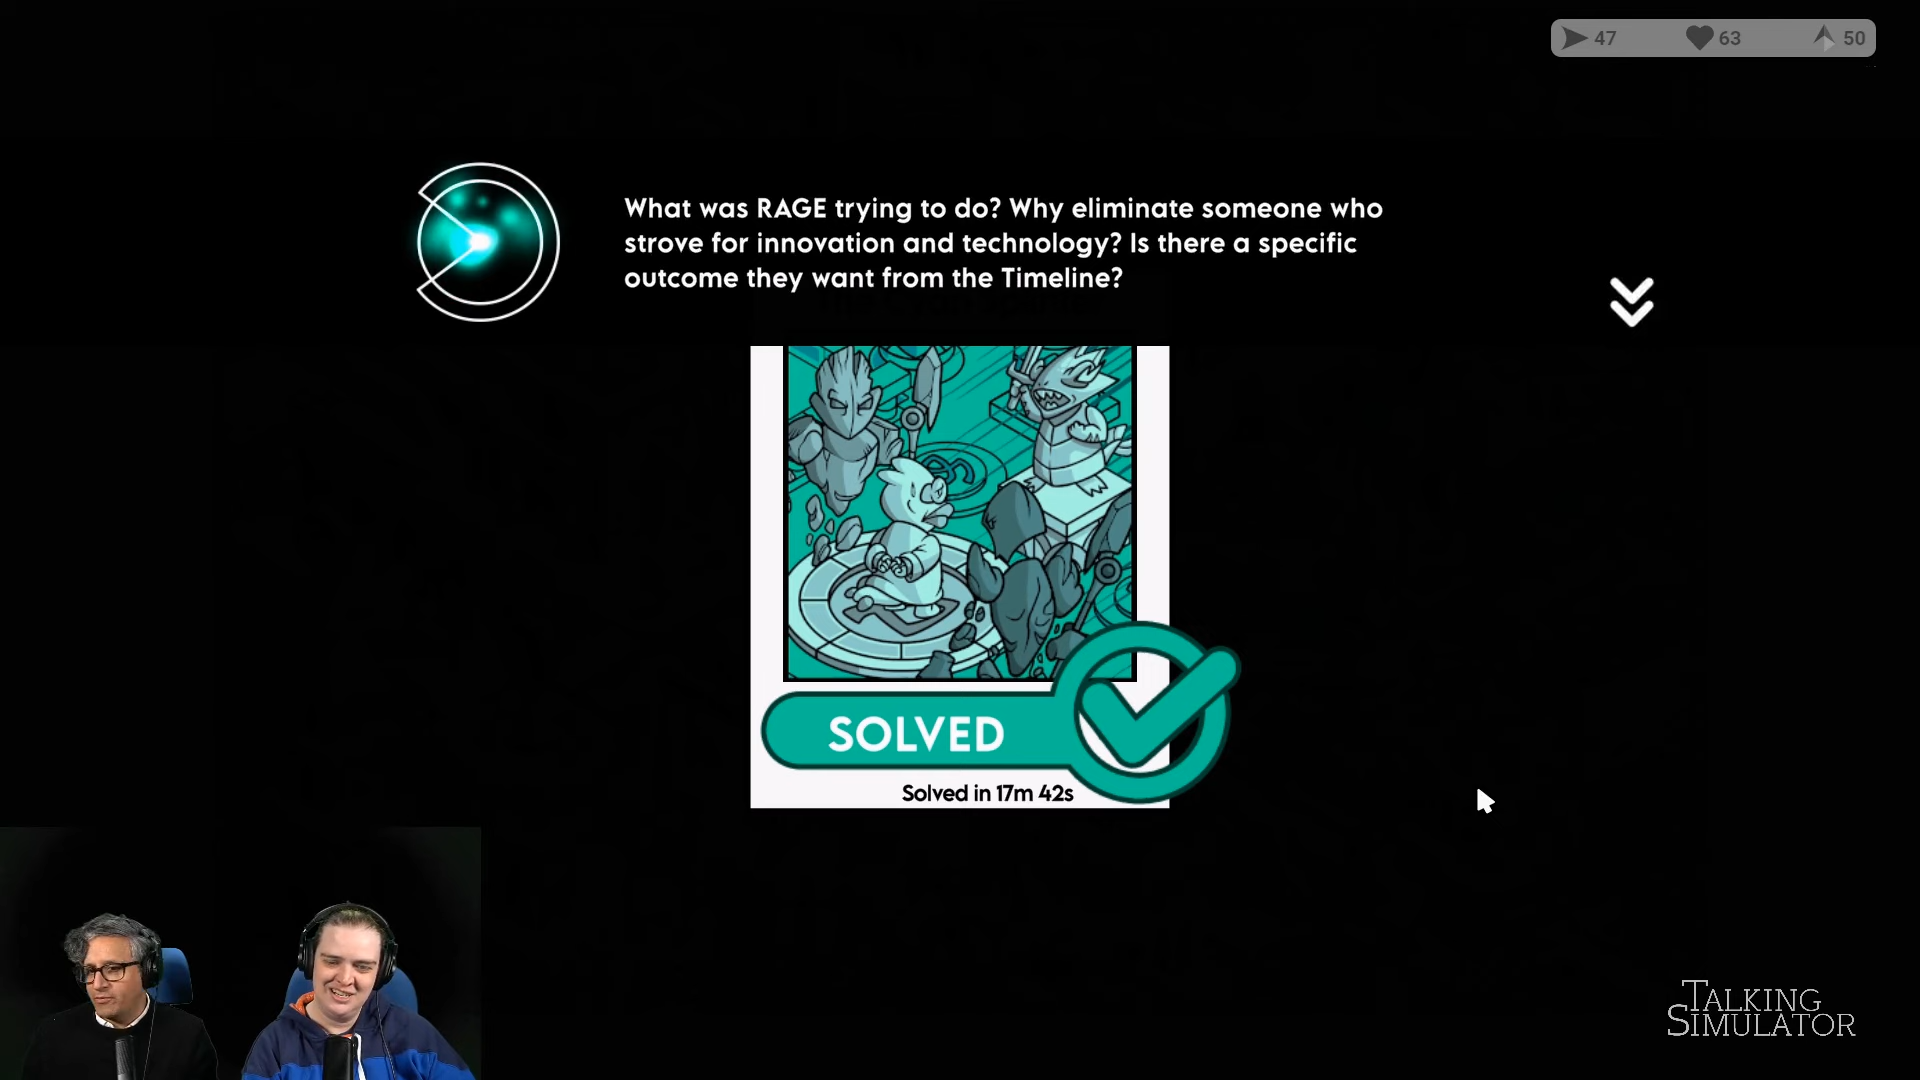 47 63 50
What was RAGE trying to do? Why eliminate someone who
strove for innovation and technology? Is there a specific
outcome they want from the Timeline?
SOLVED
Solved in 17m 42s
TALKING
SIMULATOR